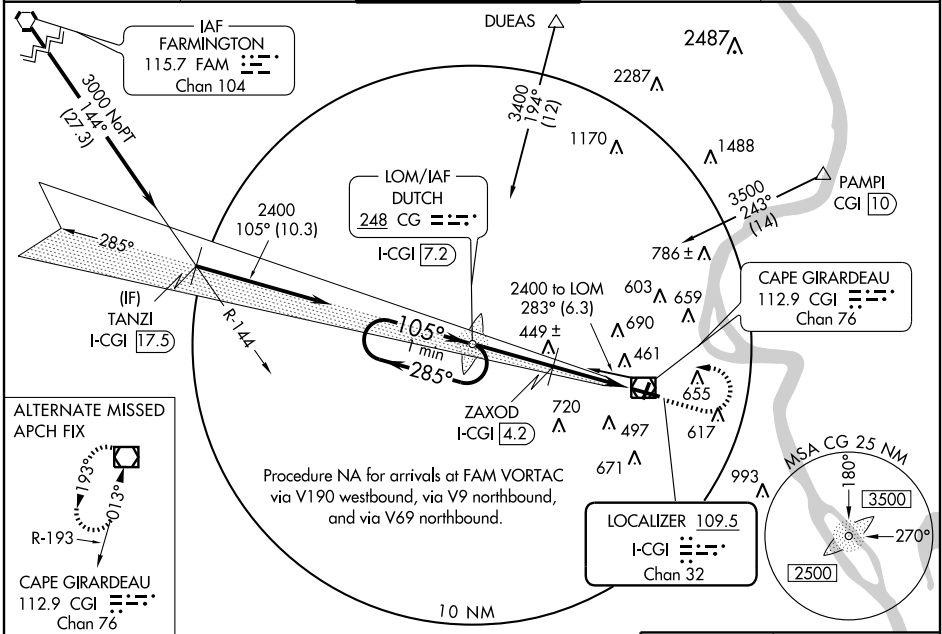 IAF
FARMINGTON
115.7 FAM
Chan 104
3000 NoPT
144°
(27.3)
DUEAS
3400
194°
(12)
2487
2287
1170
1488
PAMPI
CGI 10
3500
243°
(14)
LOM/IAF
DUTCH
248 CG
I-CGI 7.2
2400
105° (10.3)
285°
(IF)
TANZI
I-CGI 17.5
R-144
786 ±
603
659
690
461
2400 to LOM
283° (6.3)
449 ±
CAPE GIRARDEAU
112.9 CGI
Chan 76
105°
1 min
285°
ZAXOD
I-CGI 4.2
720
497
671
655
617
993
ALTERNATE MISSED
APCH FIX
193°
013°
R-193
CAPE GIRARDEAU
112.9 CGI
Chan 76
Procedure NA for arrivals at FAM VORTAC
via V190 westbound, via V9 northbound,
and via V69 northbound.
LOCALIZER 109.5
I-CGI
Chan 32
MSA CG 25 NM
180°
3500
270°
2500
10 NM